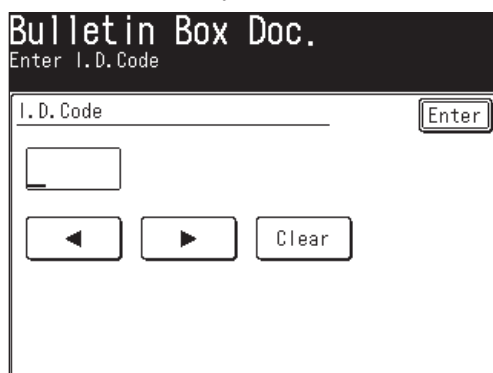 Bulletin Box Doc.
Enter I.D.Code
I.D.Code
Enter
◀ ▶ Clear